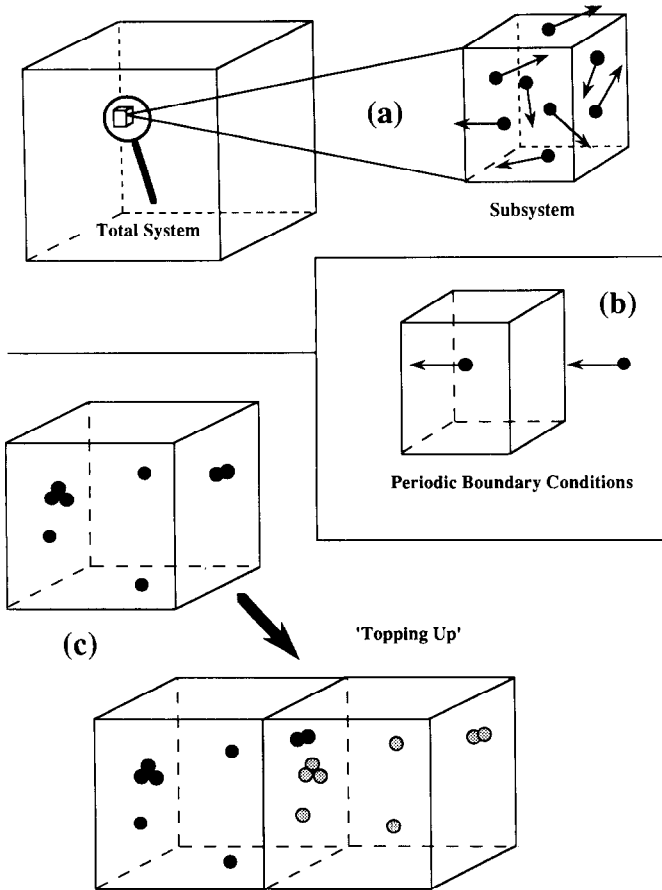 (a)
Total System
Subsystem
(b)
Periodic Boundary Conditions
(c)
'Topping Up'